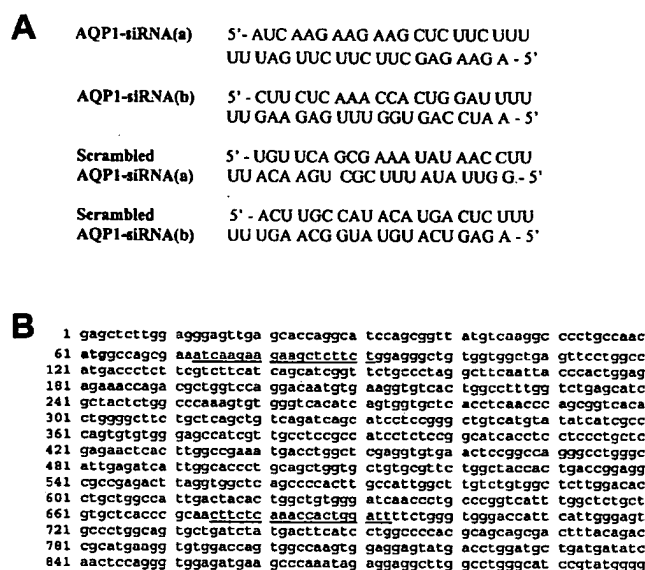 A
AQP1-siRNA(a) 5'- AUC AAG AAG AAG CUC UUC UUU
UU UAG UUC UUC UUC GAG AAG A - 5'
AQP1-siRNA(b) 5' - CUU CUC AAA CCA CUG GAU UUU
UU GAA GAG UUU GGU GAC CUA A - 5'
Scrambled 5' - UGU UCA GCG AAA UAU AAC CUU
AQP1-siRNA(a) UU ACA AGU CGC UUU AUA UUG G - 5'
Scrambled 5' - ACU UGC CAU ACA UGA CUC UUU
AQP1-siRNA(b) UU UGA ACG GUA UGU ACU GAG A - 5'
B
1 gagctcttgg agggagttga gcaccaggca tccagcggtt atgtcaaggc ccctgccaac
61 atggccagcg aaatcaagaa gaagctcttc tggagggctg tggtggctga gttcctggcc
121 atgaccctct tcgtcttcat cagcatcggt tctgccctag gcttcaatta cccactggag
181 agaaaccaga cgctggtcca ggacaatgtg aaggtgtcac tggcctttgg tctgagcatc
241 gctactctgg cccaaagtgt gggtcacatc agtggtgctc acctcaaccc agcggtcaca
301 ctggggcttc tgctcagctg tcagatcagc atcctccggg ctgtcatgta tatcatcgcc
361 cagtgtgtgg gagccatcgt tgcctccgcc atcctctccg gcatcacctc ctccctgctc
421 gagaactcac ttggccgaaa tgacctggct cgaggtgtga actccggcca gggcctgggc
481 attgagatca ttggcaccct gcagctggtg ctgtgcgttc tggctaccac tgaccggagg
541 cgccgagact taggtggctc agccccactt gccattggct tgtctgtggc tcttggacac
601 ctgctggcca ttgactacac tggctgtggg atcaaccctg cccggtcatt tggctctgct
661 gtgctcaccc gcaacttctc aaaccactgg attttctggg tgggaccatt cattgggagt
721 gccctggcag tgctgatcta tgacttcatc ctggccccac gcagcagcga ctttacagac
781 cgcatgaagg tgtggaccag tggccaagtg gaggagtatg acctggatgc tgatgatatc
841 aactccaggg tggagatgaa gcccaaatag aggaggcttg gcctgggcat ccgtatgggg